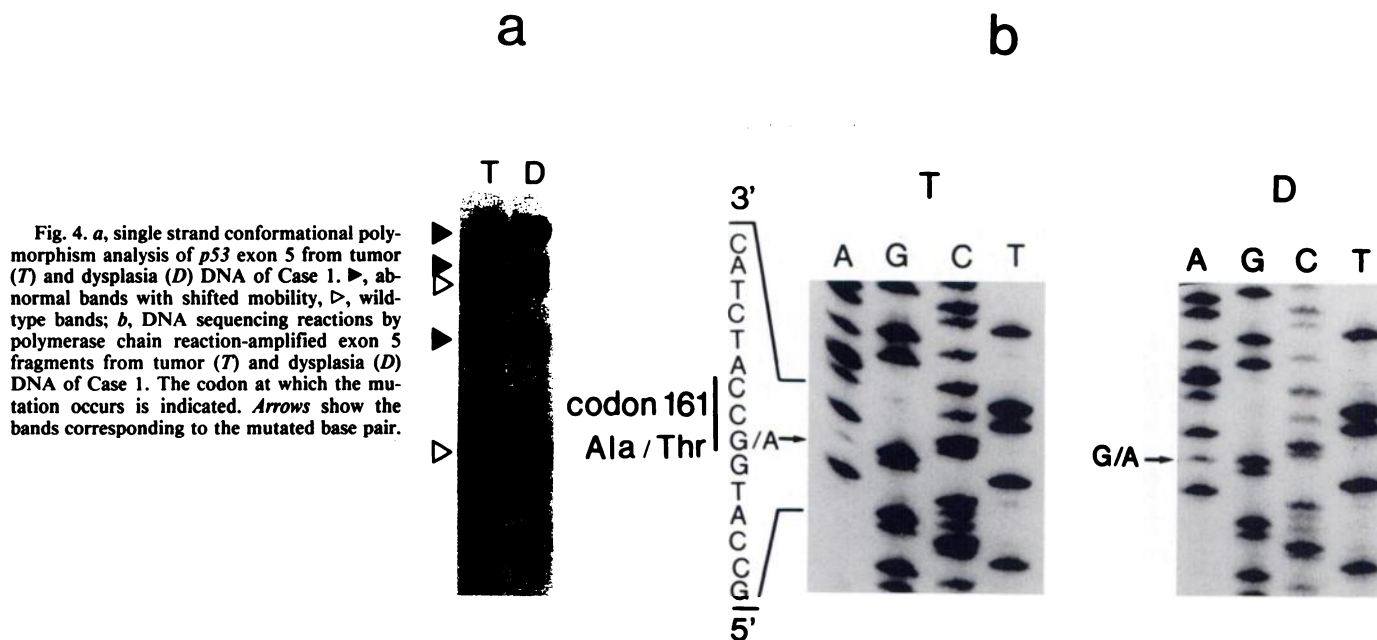 a
b
T D
Fig. 4. a, single strand conformational poly-
morphism analysis of p53 exon 5 from tumor
(T) and dysplasia (D) DNA of Case 1. ▶, ab-
normal bands with shifted mobility, ▷, wild-
type bands; b, DNA sequencing reactions by
polymerase chain reaction-amplified exon 5
fragments from tumor (T) and dysplasia (D)
DNA of Case 1. The codon at which the mu-
tation occurs is indicated. Arrows show the
bands corresponding to the mutated base pair.
codon 161
Ala / Thr
3'
C
A
T
C
T
A
C
C
G/A
G
T
A
C
C
G
5'
T
A G C T
D
A G C T
G/A